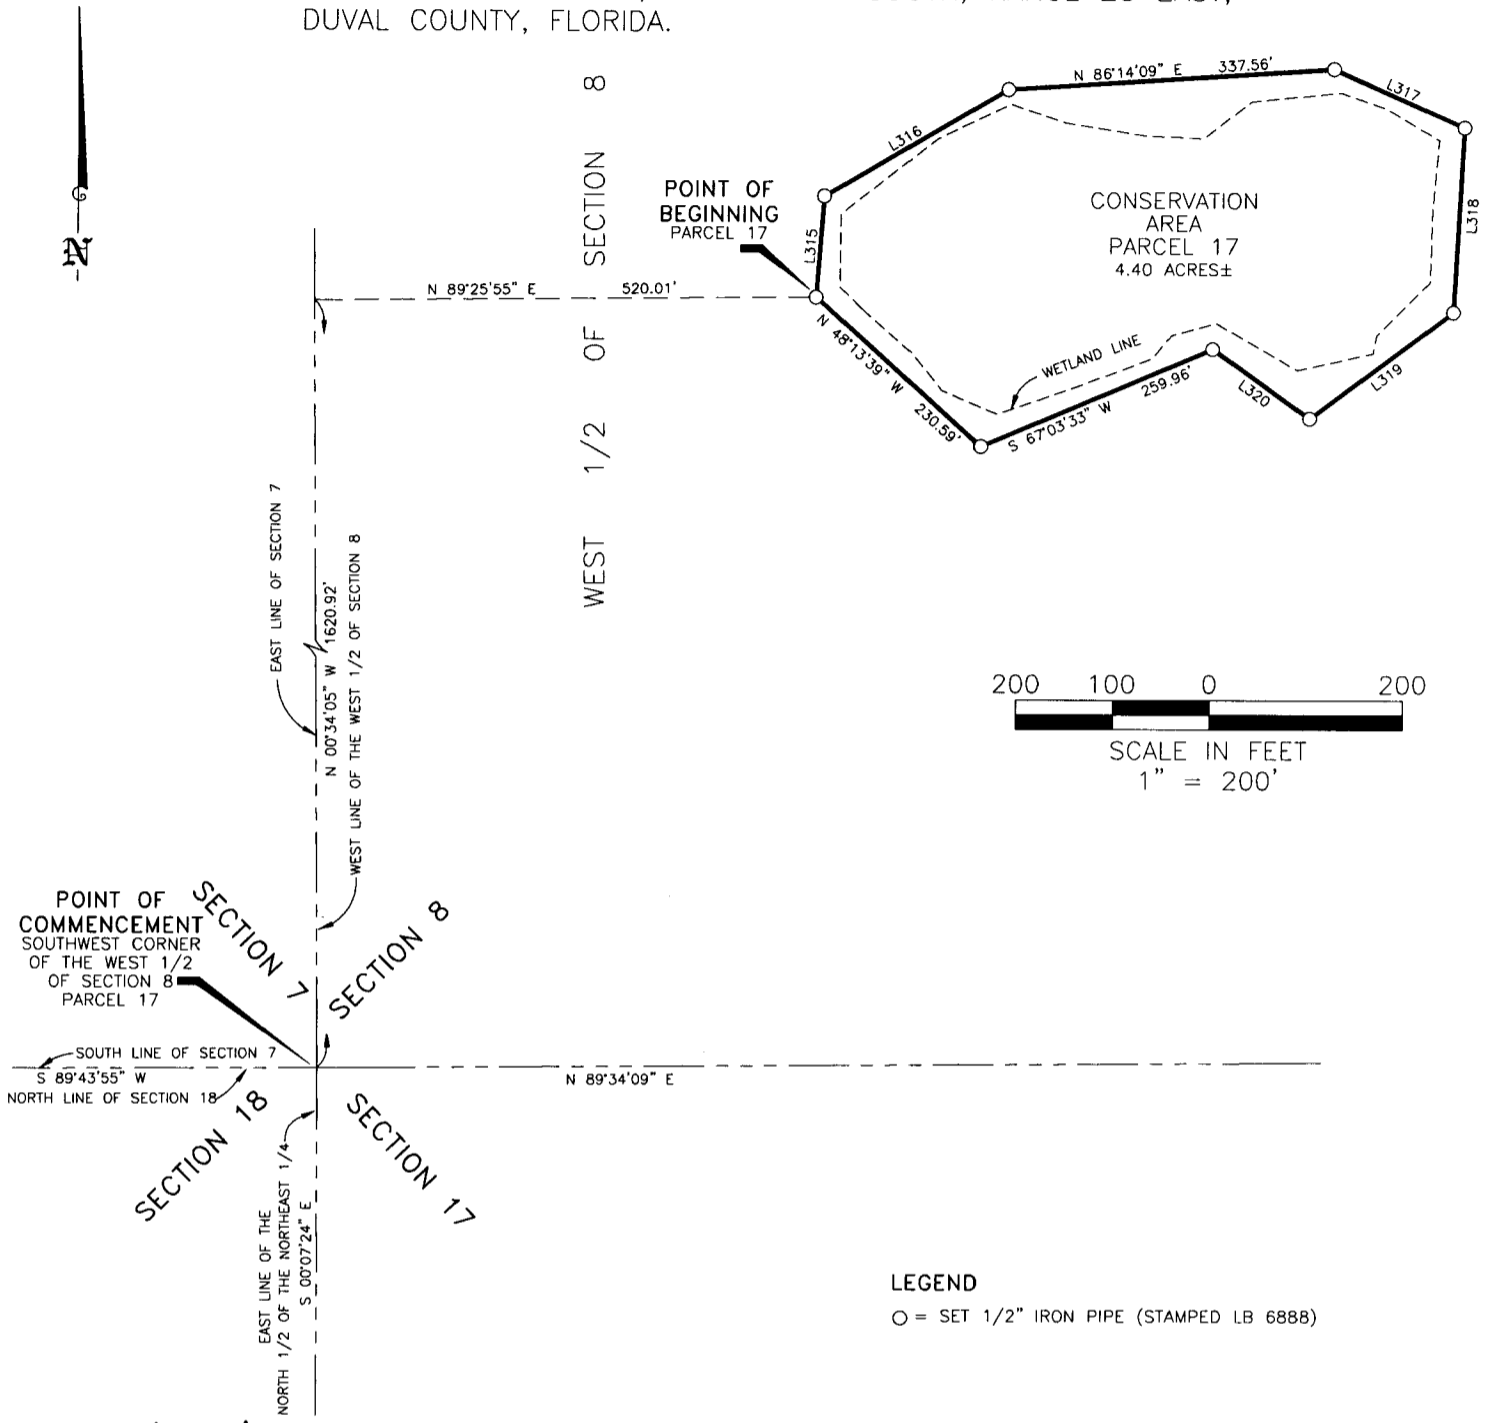 DUVAL COUNTY, FLORIDA.
N
WEST 1/2 OF SECTION 8
N 86°14'09" E 337.56'
L317
L316
L318
L315
POINT OF
BEGINNING
PARCEL 17
CONSERVATION
AREA
PARCEL 17
4.40 ACRES±
N 89°25'55" E 520.01'
N 48°13'39" W 230.59'
WETLAND LINE
S 67°03'33" W 259.96'
L320
L319
EAST LINE OF SECTION 7
N 00°34'05" W 1620.92'
WEST LINE OF THE WEST 1/2 OF SECTION 8
200 100 0 200
SCALE IN FEET
1" = 200'
POINT OF
COMMENCEMENT
SOUTHWEST CORNER
OF THE WEST 1/2
OF SECTION 8
PARCEL 17
SECTION 7
SECTION 8
SOUTH LINE OF SECTION 7
S 89°43'55" W
NORTH LINE OF SECTION 18
N 89°34'09" E
SECTION 18
SECTION 17
EAST LINE OF THE
NORTH 1/2 OF THE NORTHEAST 1/4
S 00°07'24" E
LEGEND
O = SET 1/2" IRON PIPE (STAMPED LB 6888)